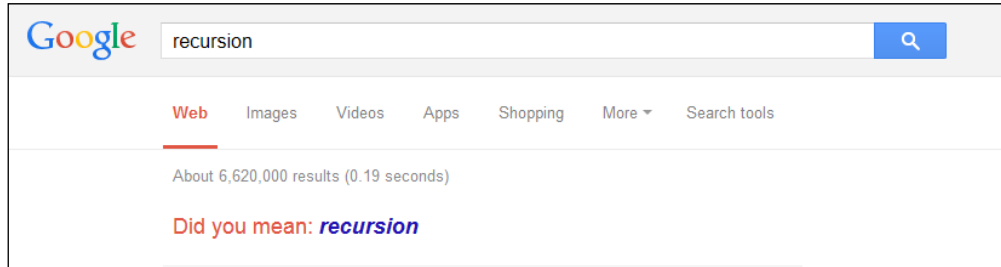 Google recursion
Web Images Videos Apps Shopping More Search tools
About 6,620,000 results (0.19 seconds)
Did you mean: recursion